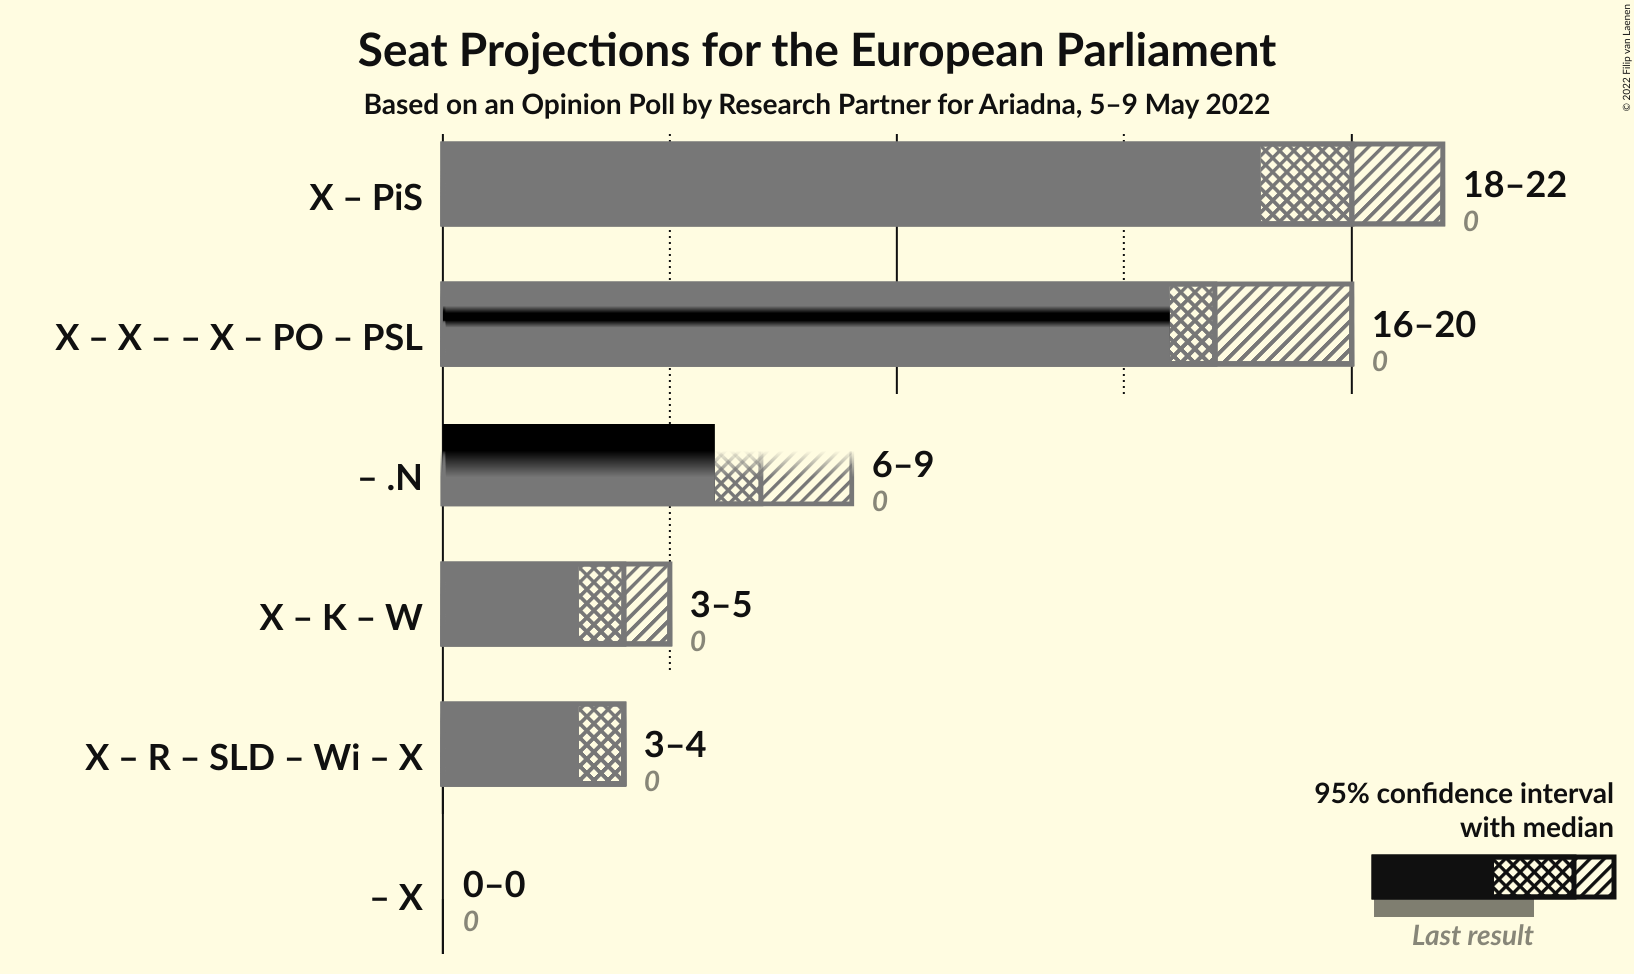 Seat Projections for the European Parliament
Based on an Opinion Poll by Research Partner for Ariadna, 5–9 May 2022
© 2022 Filip van Laenen
X – PiS
18–22
0
X – X – – X – PO – PSL
16–20
0
– .N
6–9
0
X – K – W
3–5
0
X – R – SLD – Wi – X
3–4
0
– X
0–0
0
95% confidence interval
with median
Last result